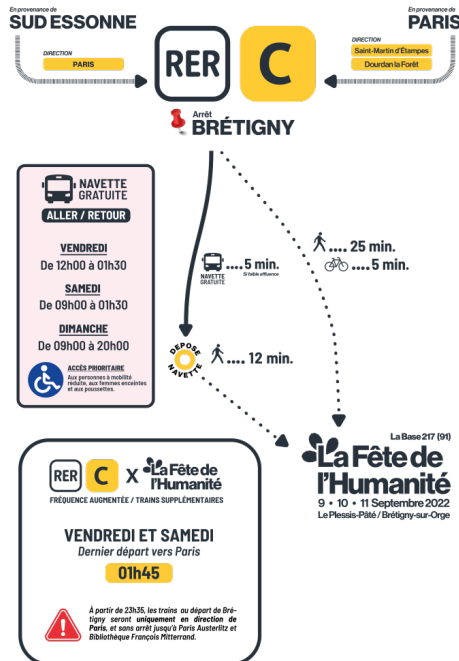 En provenance de
SUD ESSONNE
DIRECTION
PARIS
RER
C
En provenance de
PARIS
DIRECTION
Saint-Martin d'Étampes
Dourdan la Forêt
Arrêt
BRÉTIGNY
NAVETTE
GRATUITE
ALLER / RETOUR
VENDREDI
De 12h00 à 01h30
SAMEDI
De 09h00 à 01h30
DIMANCHE
De 09h00 à 20h00
ACCÈS PRIORITAIRE
Aux personnes à mobilité
réduite, aux femmes enceintes
et aux poussettes.
NAVETTE
GRATUITE
.... 5 min.
Si faible affluence
.... 25 min.
.... 5 min.
DEPOSE
NAVETTE
.... 12 min.
La Base 217 (91)
La Fête de
l'Humanité
9 • 10 • 11 Septembre 2022
Le Plessis-Pâté / Brétigny-sur-Orge
RER C X La Fête de
l'Humanité
FRÉQUENCE AUGMENTÉE / TRAINS SUPPLÉMENTAIRES
VENDREDI ET SAMEDI
Dernier départ vers Paris
01h45
À partir de 23h35, les trains au départ de Bré-
tigny seront uniquement en direction de
Paris, et sans arrêt jusqu'à Paris Austerlitz et
Bibliothèque François Mitterrand.